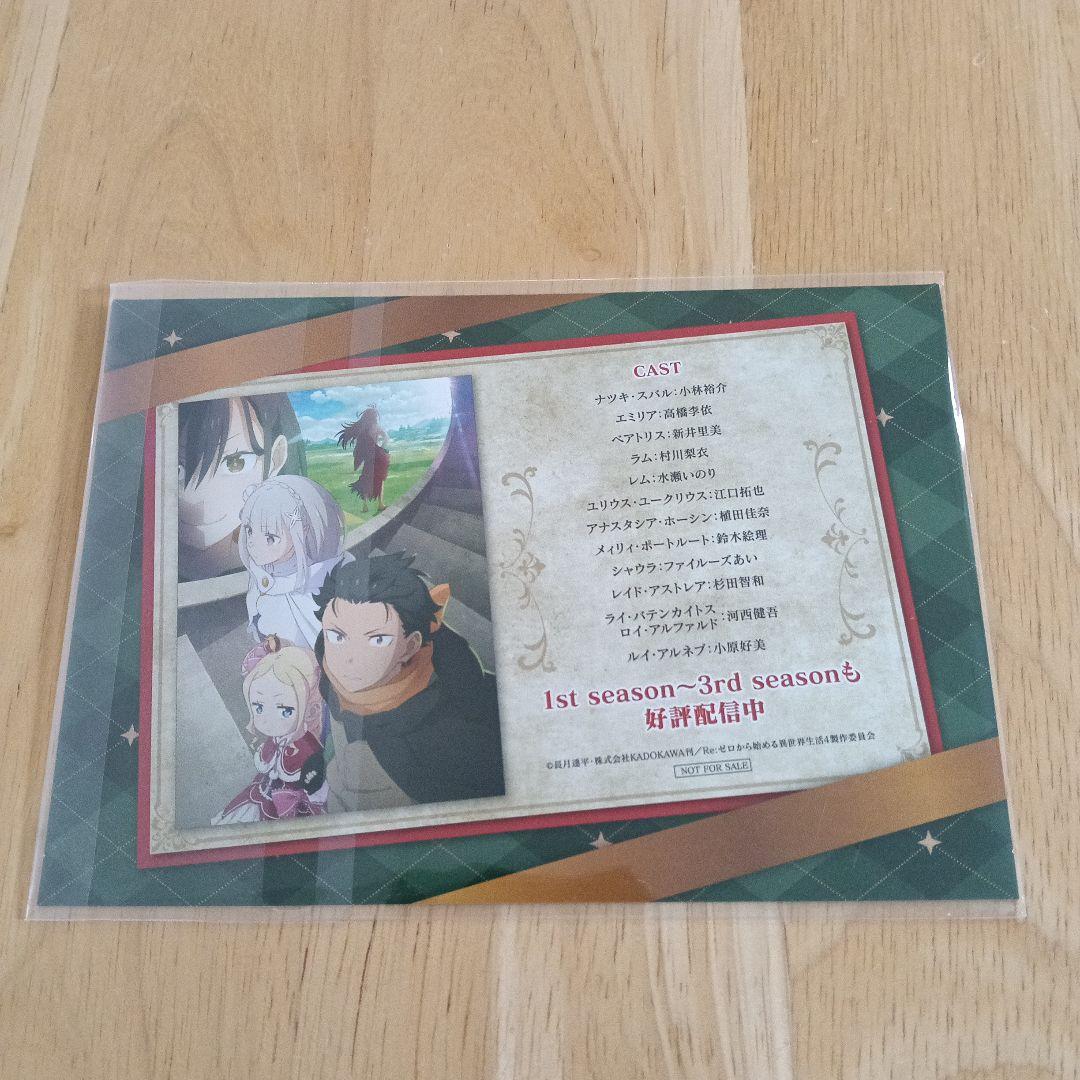 CAST
ナツキ・スバル：小林裕介
エミリア：高橋李依
ベアトリス：新井里美
ラム：村川梨衣
レム：水瀬いのり
ユリウス・ユークリウス：江口拓也
アナスタシア・ホーシン：植田佳奈
メィリィ・ポートルート：鈴木絵理
シャウラ：ファイルーズあい
レイド・アストレア：杉田智和
ライ・バテンカイトス
ロイ・アルファルド：河西健吾
ルイ・アルネブ：小原好美
1st season～3rd seasonも
好評配信中
©長月達平・株式会社KADOKAWA刊／Re:ゼロから始める異世界生活4製作委員会
NOT FOR SALE